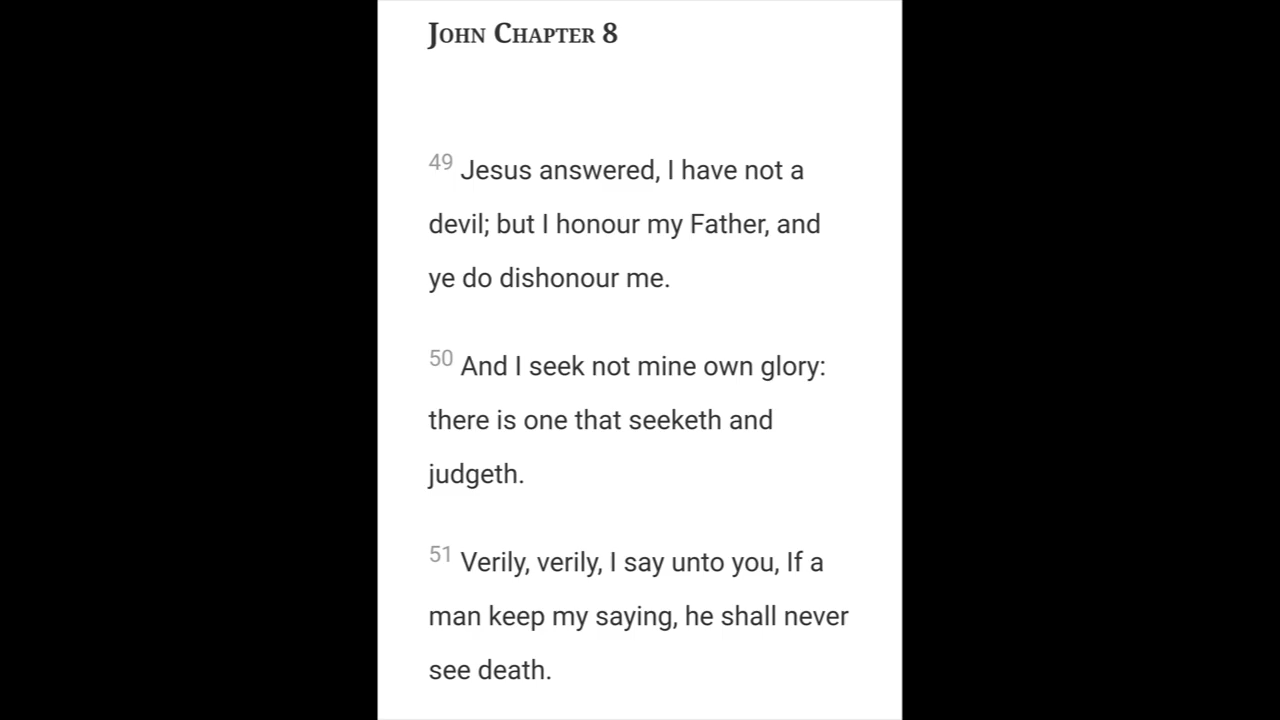 John Chapter 8
49 Jesus answered, I have not a
devil; but I honour my Father, and
ye do dishonour me.
50 And I seek not mine own glory:
there is one that seeketh and
judgeth.
51 Verily, verily, I say unto you, If a
man keep my saying, he shall never
see death.